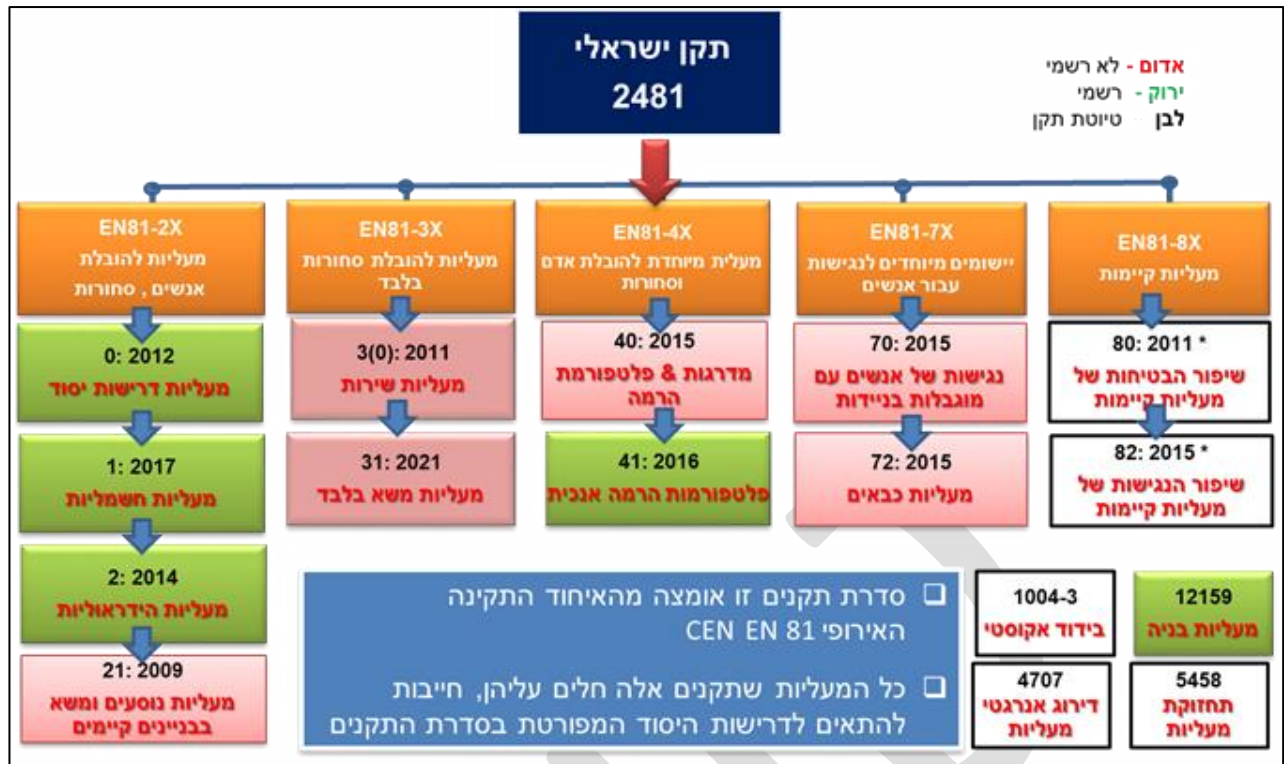 תקן ישראלי
2481
אדום - לא רשמי
ירוק - רשמי
לבן טיוטת תקן
EN81-2X
מעליות להובלת
אנשים , סחורות
0: 2012
מעליות דרישות יסוד
1: 2017
מעליות חשמליות
2: 2014
מעליות הידראוליות
21: 2009
מעליות נוסעים ומשא
בבניינים קיימים
EN81-3X
מעליות להובלת סחורות
בלבד
3(0): 2011
מעליות שירות
31: 2021
מעליות משא בלבד
EN81-4X
מעלית מיוחדת להובלת אדם
וסחורות
40: 2015
מדרגות & פלטפורמת
הרמה
41: 2016
פלטפורמות הרמה אנכית
EN81-7X
יישומים מיוחדים לנגישות
עבור אנשים
70: 2015
נגישות של אנשים עם
מוגבלות בניידות
72: 2015
מעליות כבאים
EN81-8X
מעליות קיימות
80: 2011 *
שיפור הבטיחות של
מעליות קיימות
82: 2015 *
שיפור הנגישות של
מעליות קיימות
סדרת תקנים זו אומצה מהאיחוד התקינה
האירופי CEN EN 81
כל המעליות שתקנים אלה חלים עליהן, חייבות
להתאים לדרישות היסוד המפורטת בסדרת התקנים
1004-3
בידוד אקוסטי
12159
מעליות בניה
4707
דירוג אנרגטי
מעליות
5458
תחזוקת
מעליות